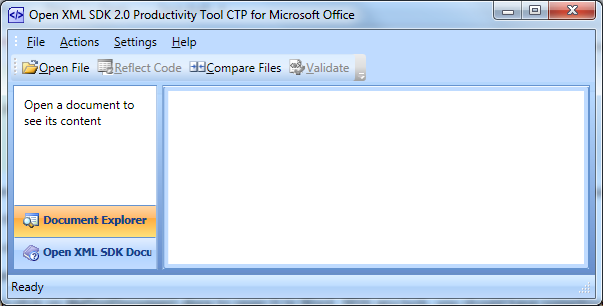 Open XML SDK 2.0 Productivity Tool CTP for Microsoft Office
File Actions Settings Help
Open File Reflect Code Compare Files Validate
Open a document to
see its content
Document Explorer
Open XML SDK Docu
Ready